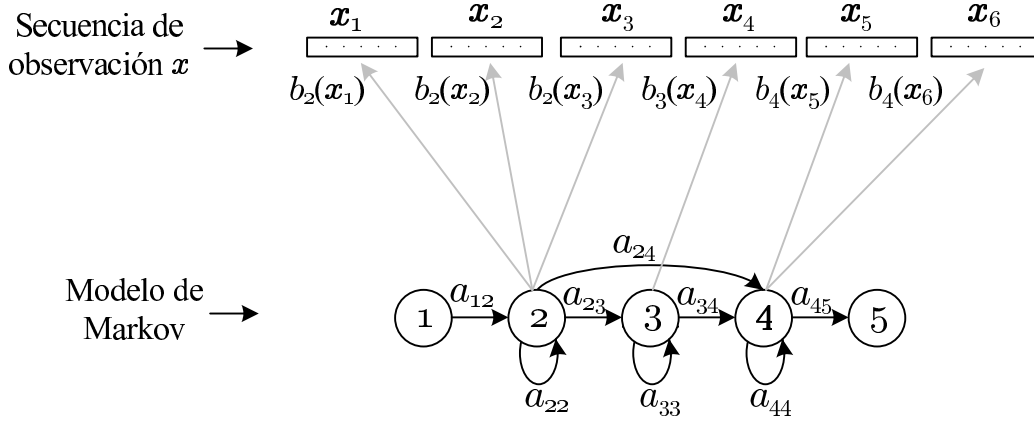 Secuencia de
observación x
x₁ x₂ x₃ x₄ x₅ x₆
b₂(x₁) b₂(x₂) b₂(x₃) b₃(x₄) b₄(x₅) b₄(x₆)
a₂₄
Modelo de
Markov
a₁₂ a₂₃ a₃₄ a₄₅
1 2 3 4 5
a₂₂ a₃₃ a₄₄